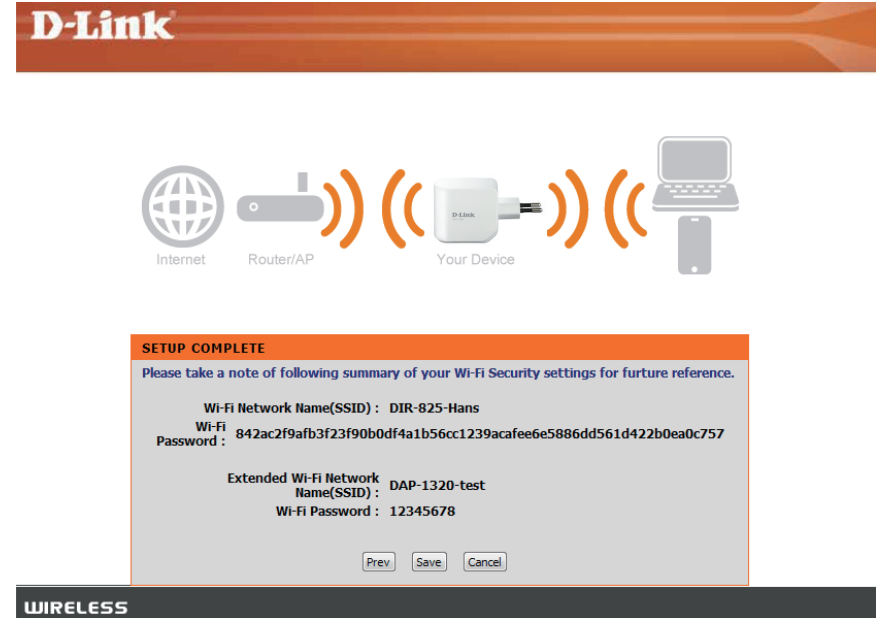 D-Link
D-Link
Internet
Router/AP
Your Device
SETUP COMPLETE
Please take a note of following summary of your Wi-Fi Security settings for furture reference.
Wi-Fi Network Name(SSID) : DIR-825-Hans
Wi-Fi
Password : 842ac2f9afb3f23f90b0df4a1b56cc1239acafee6e5886dd561d422b0ea0c757
Extended Wi-Fi Network
Name(SSID) : DAP-1320-test
Wi-Fi Password : 12345678
Prev Save Cancel
WIRELESS